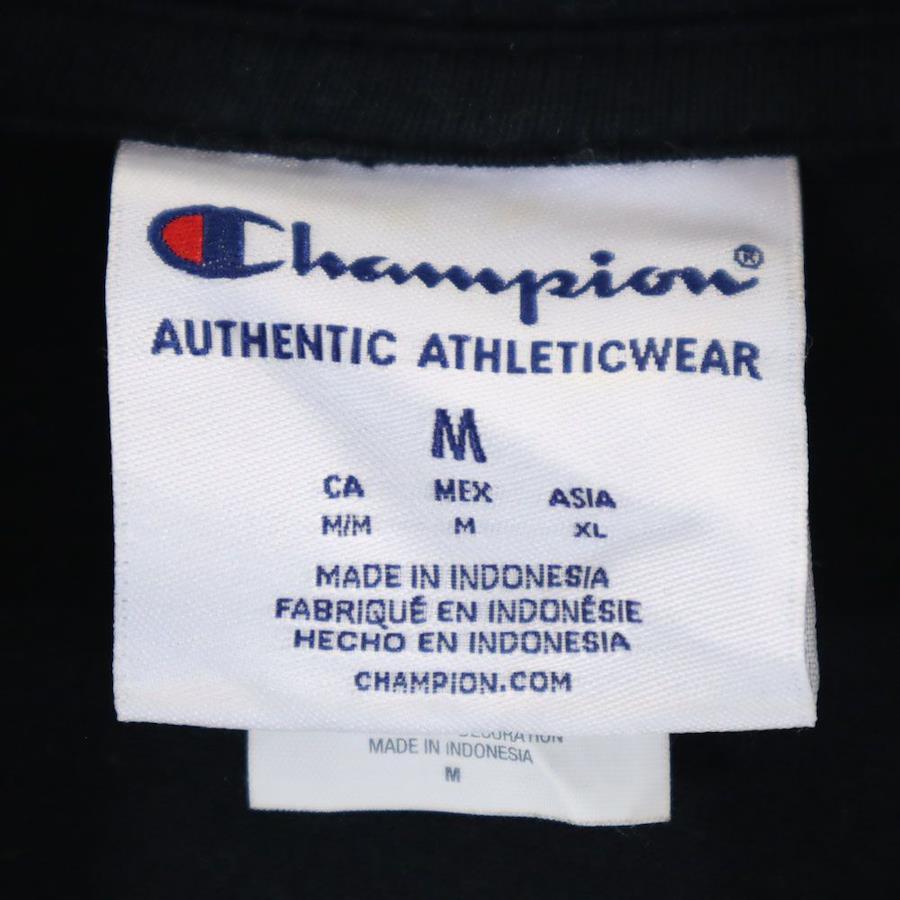 Champion®
AUTHENTIC ATHLETICWEAR
M
CA MEX ASIA
M/M M XL
MADE IN INDONESIA
FABRIQUÉ EN INDONÉSIE
HECHO EN INDONESIA
CHAMPION.COM
DECORATION
MADE IN INDONESIA
M